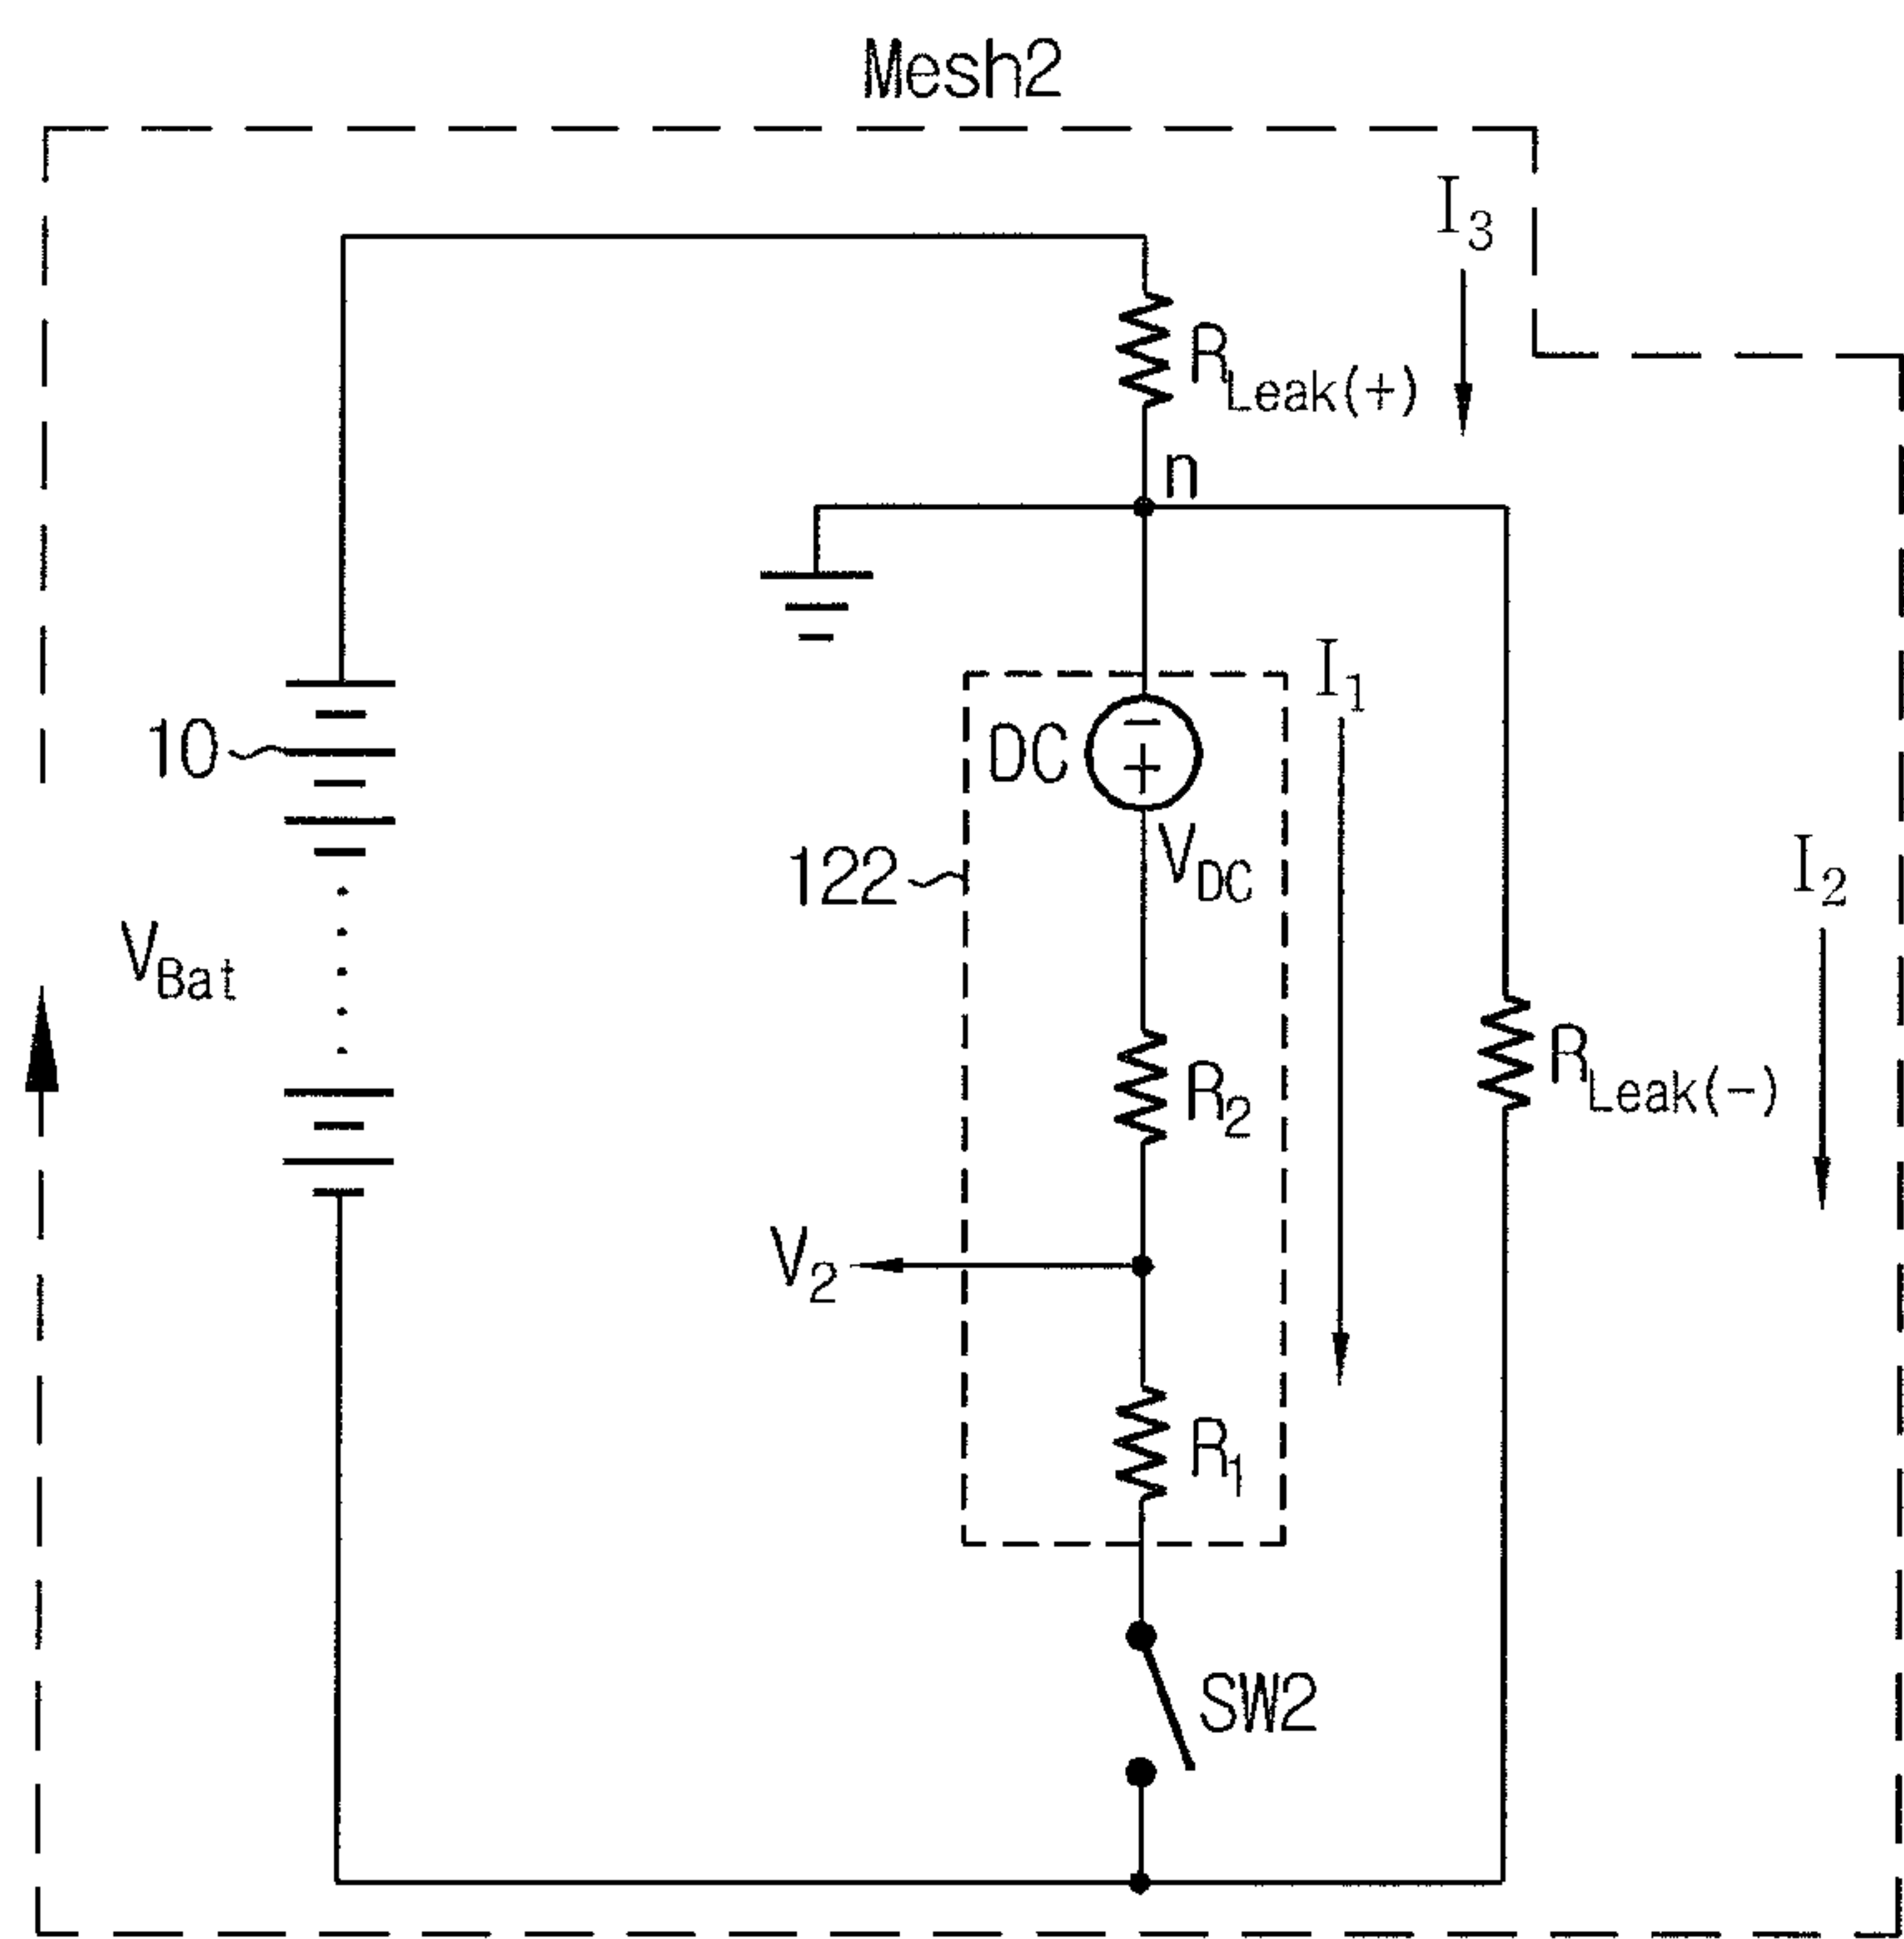 Mesh2
I3
RLeak(+)
n
I1
10
DC
− +
VDC
122
I2
VBat
R2
RLeak(-)
V2
R1
SW2